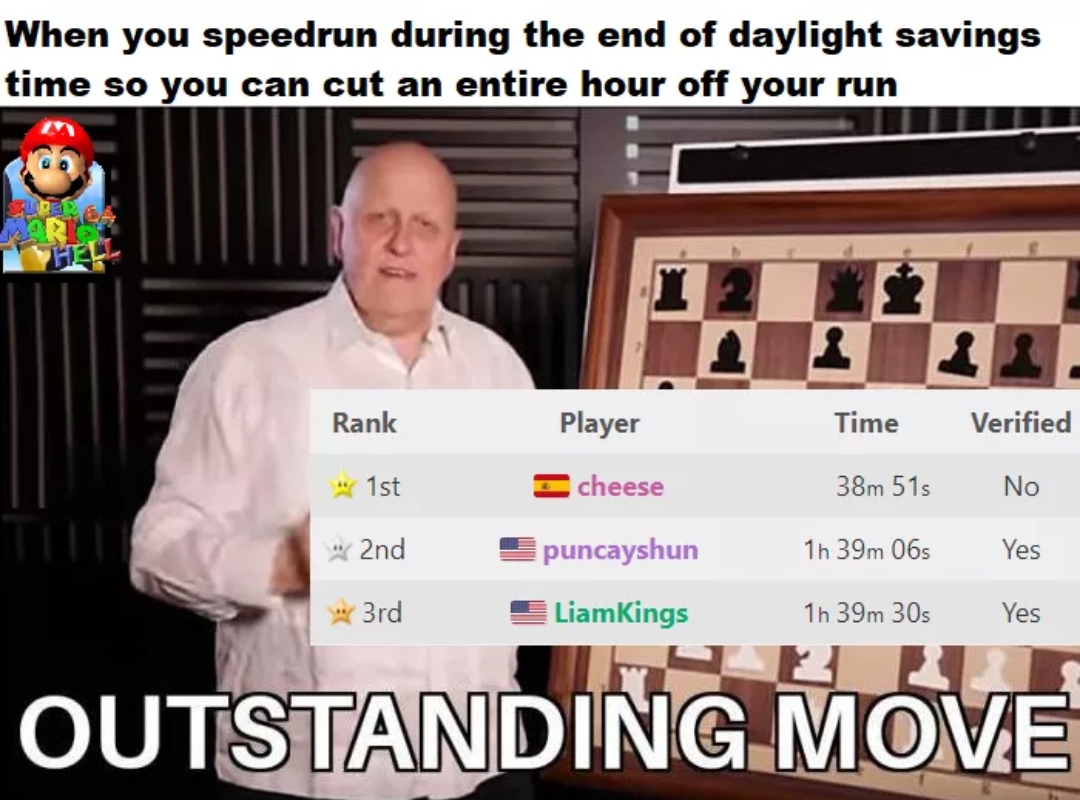 When you speedrun during the end of daylight savings
time so you can cut an entire hour off your run
M
SUPER
MARIO 64
HELL
a b c d e f g
8
7
Rank Player Time Verified
1st cheese 38m 51s No
2nd puncayshun 1h 39m 06s Yes
3rd LiamKings 1h 39m 30s Yes
OUTSTANDING MOVE